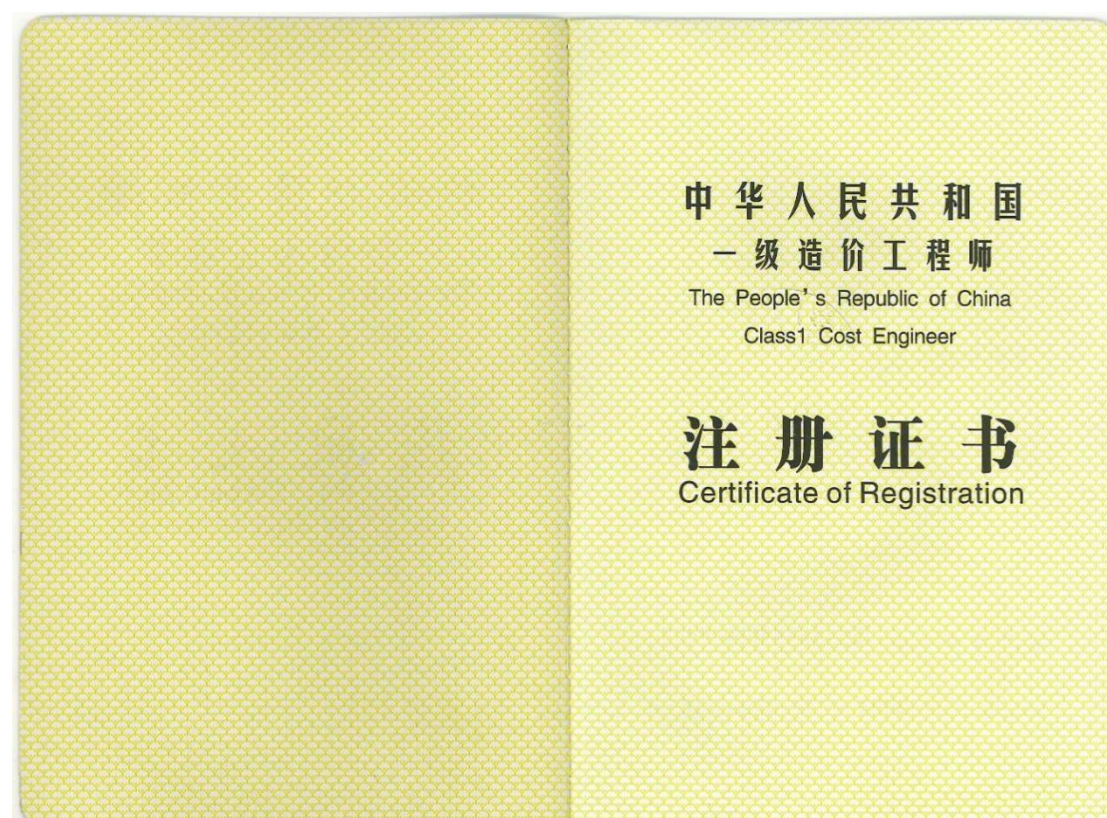 中华人民共和国
一级造价工程师
The People's Republic of China
Class1 Cost Engineer
注册证书
Certificate of Registration